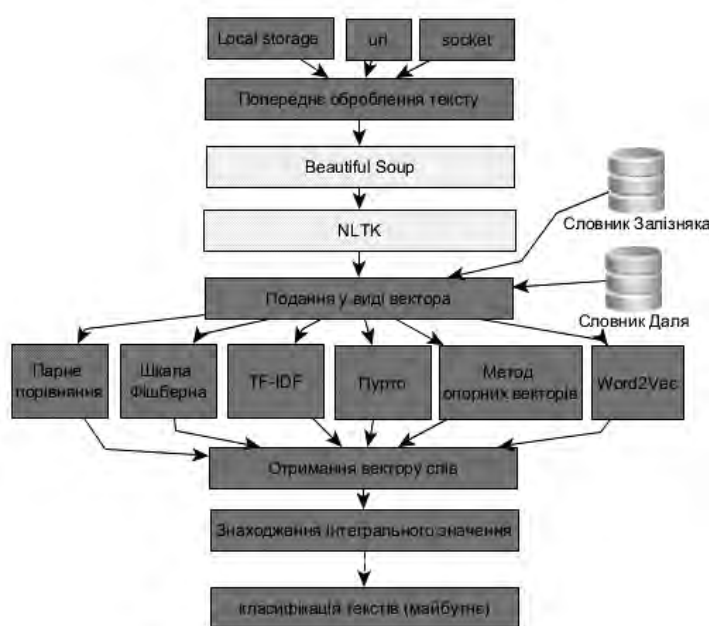 Local storage
url
socket
Попереднє оброблення тексту
Beautiful Soup
NLTK
Словник Залізняка
Подання у виді вектора
Словник Даля
Парне
порівняння
Шкала
Фішберна
TF-IDF
Пурто
Метод
опорних векторів
Word2Vec
Отримання вектору слів
Знаходження інтегрального значення
класифікація текстів (майбутнє)